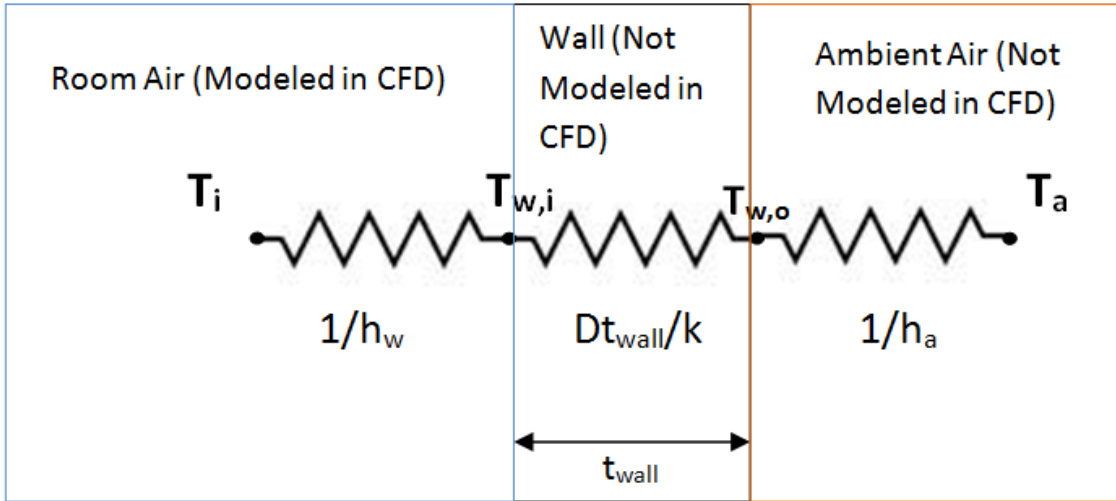 Room Air (Modeled in CFD)
Wall (Not
Modeled in
CFD)
Ambient Air (Not
Modeled in CFD)
Ti
Tw,i
Tw,o
Ta
1/hw
Dtwall/k
1/ha
twall